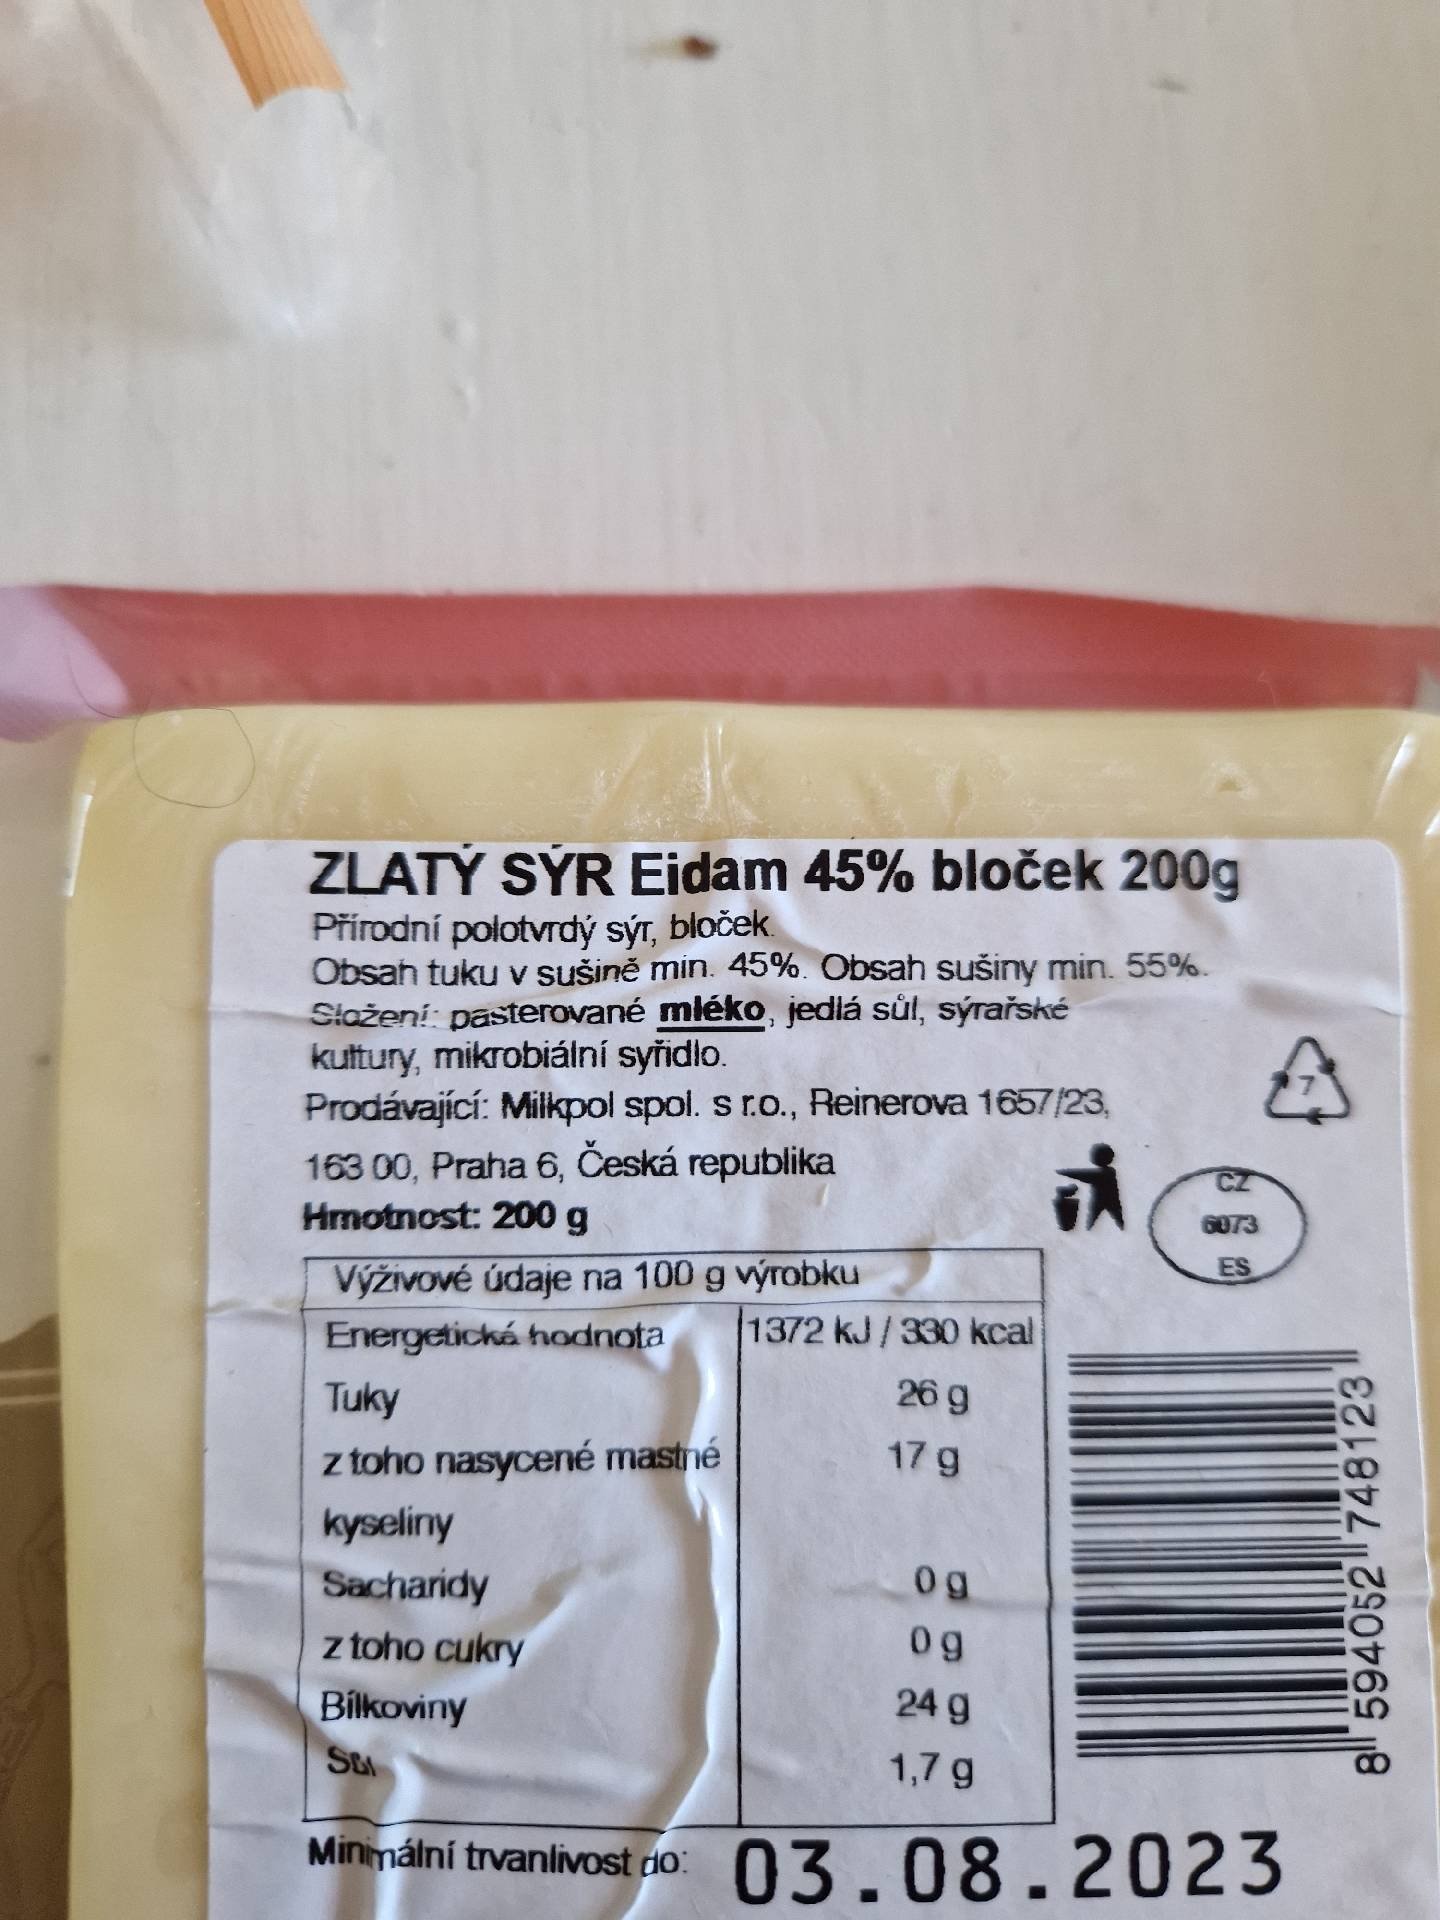 ZLATÝ SÝR Eidam 45% bloček 200g
Přírodní polotvrdý sýr, bloček.
Obsah tuku v sušině min. 45%. Obsah sušiny min. 55%.
Složení: pasterované mléko, jedlá sůl, sýrařské
kultury, mikrobiální syřidlo.
Prodávající: Milkpol spol. s r.o., Reinerova 1657/23,
163 00, Praha 6, Česká republika
Hmotnost: 200 g
7
CZ
6073
ES
Výživové údaje na 100 g výrobku
Energetická hodnota 1372 kJ / 330 kcal
Tuky 26 g
z toho nasycené mastné 17 g
kyseliny
Sacharidy 0 g
z toho cukry 0 g
Bílkoviny 24 g
Sůl 1,7 g
Minimální trvanlivost do: 03.08.2023
8 594052 748123